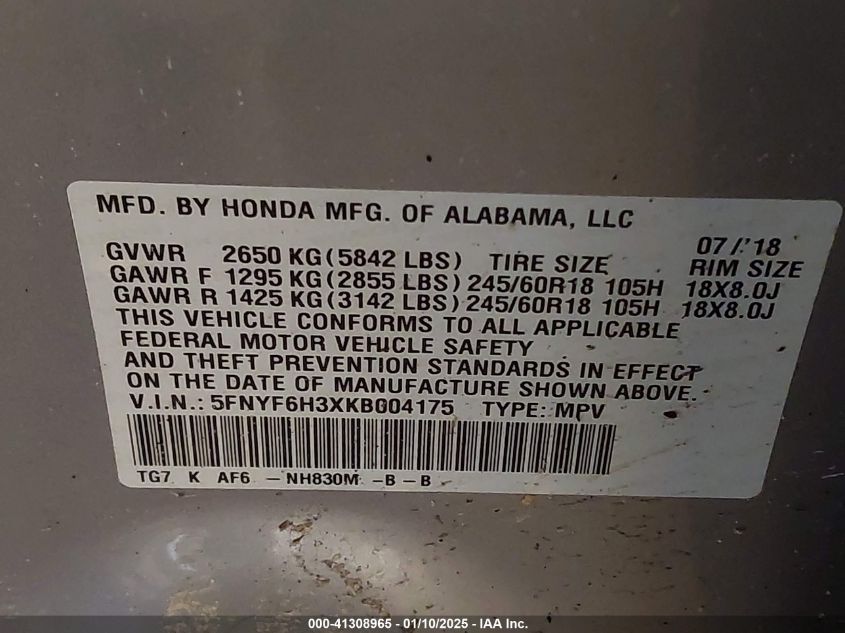 MFD. BY HONDA MFG. OF ALABAMA, LLC
07/'18
GVWR 2650 KG(5842 LBS) TIRE SIZE RIM SIZE
GAWR F 1295 KG(2855 LBS) 245/60R18 105H 18X8.0J
GAWR R 1425 KG(3142 LBS) 245/60R18 105H 18X8.0J
THIS VEHICLE CONFORMS TO ALL APPLICABLE
FEDERAL MOTOR VEHICLE SAFETY
AND THEFT PREVENTION STANDARDS IN EFFECT
ON THE DATE OF MANUFACTURE SHOWN ABOVE.
V.I.N.: 5FNYF6H3XKB004175 TYPE: MPV
TG7 K AF6 -NH830M -B-B
000-41308965 - 01/10/2025 - IAA Inc.